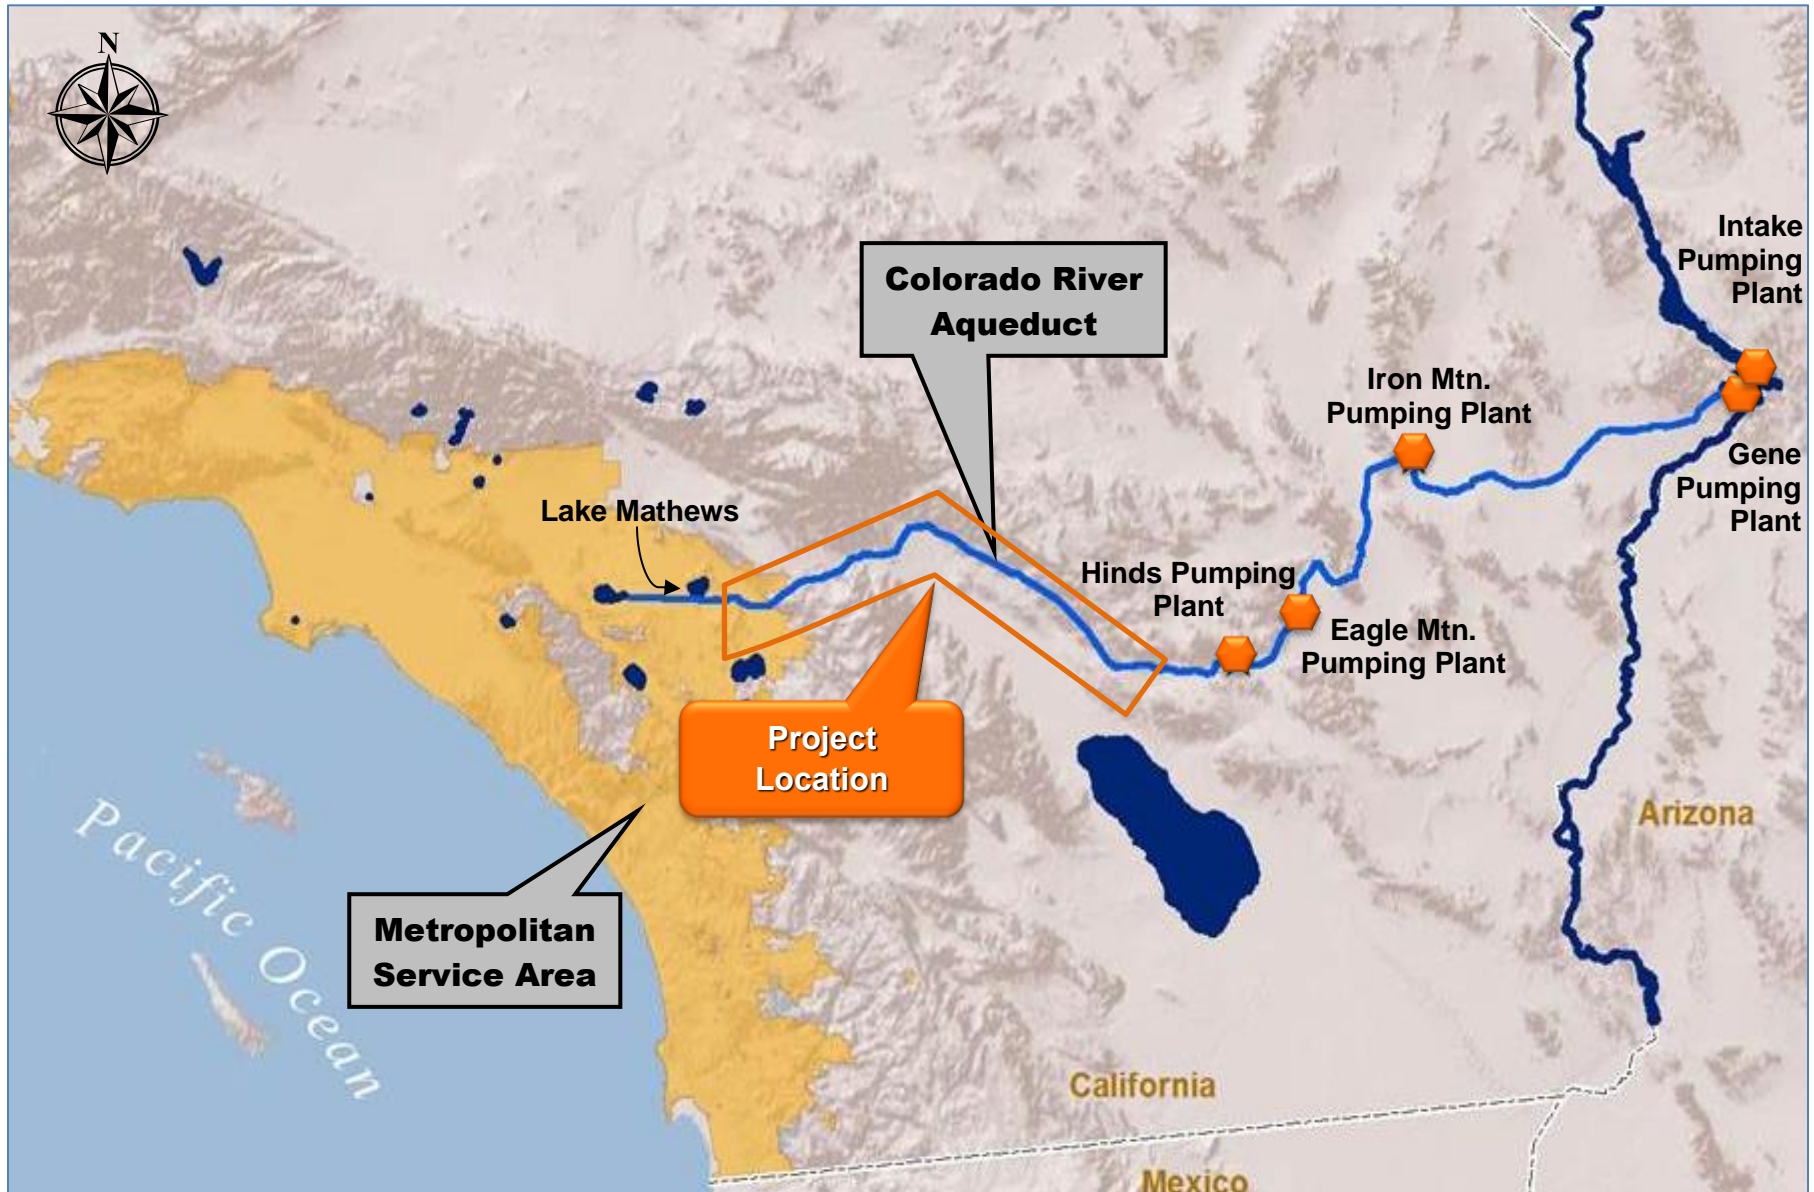 N
Intake
Pumping
Plant
Colorado River
Aqueduct
Iron Mtn.
Pumping Plant
Gene
Pumping
Plant
Lake Mathews
Hinds Pumping
Plant
Eagle Mtn.
Pumping Plant
Project
Location
Arizona
Pacific Ocean
Metropolitan
Service Area
California
Mexico